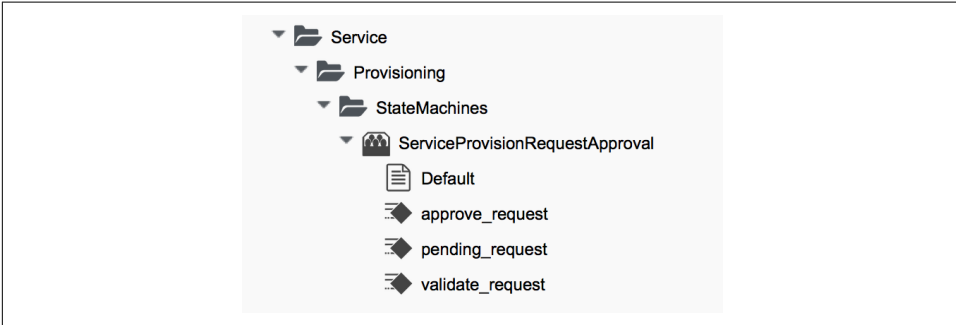 Service
Provisioning
StateMachines
ServiceProvisionRequestApproval
Default
approve_request
pending_request
validate_request